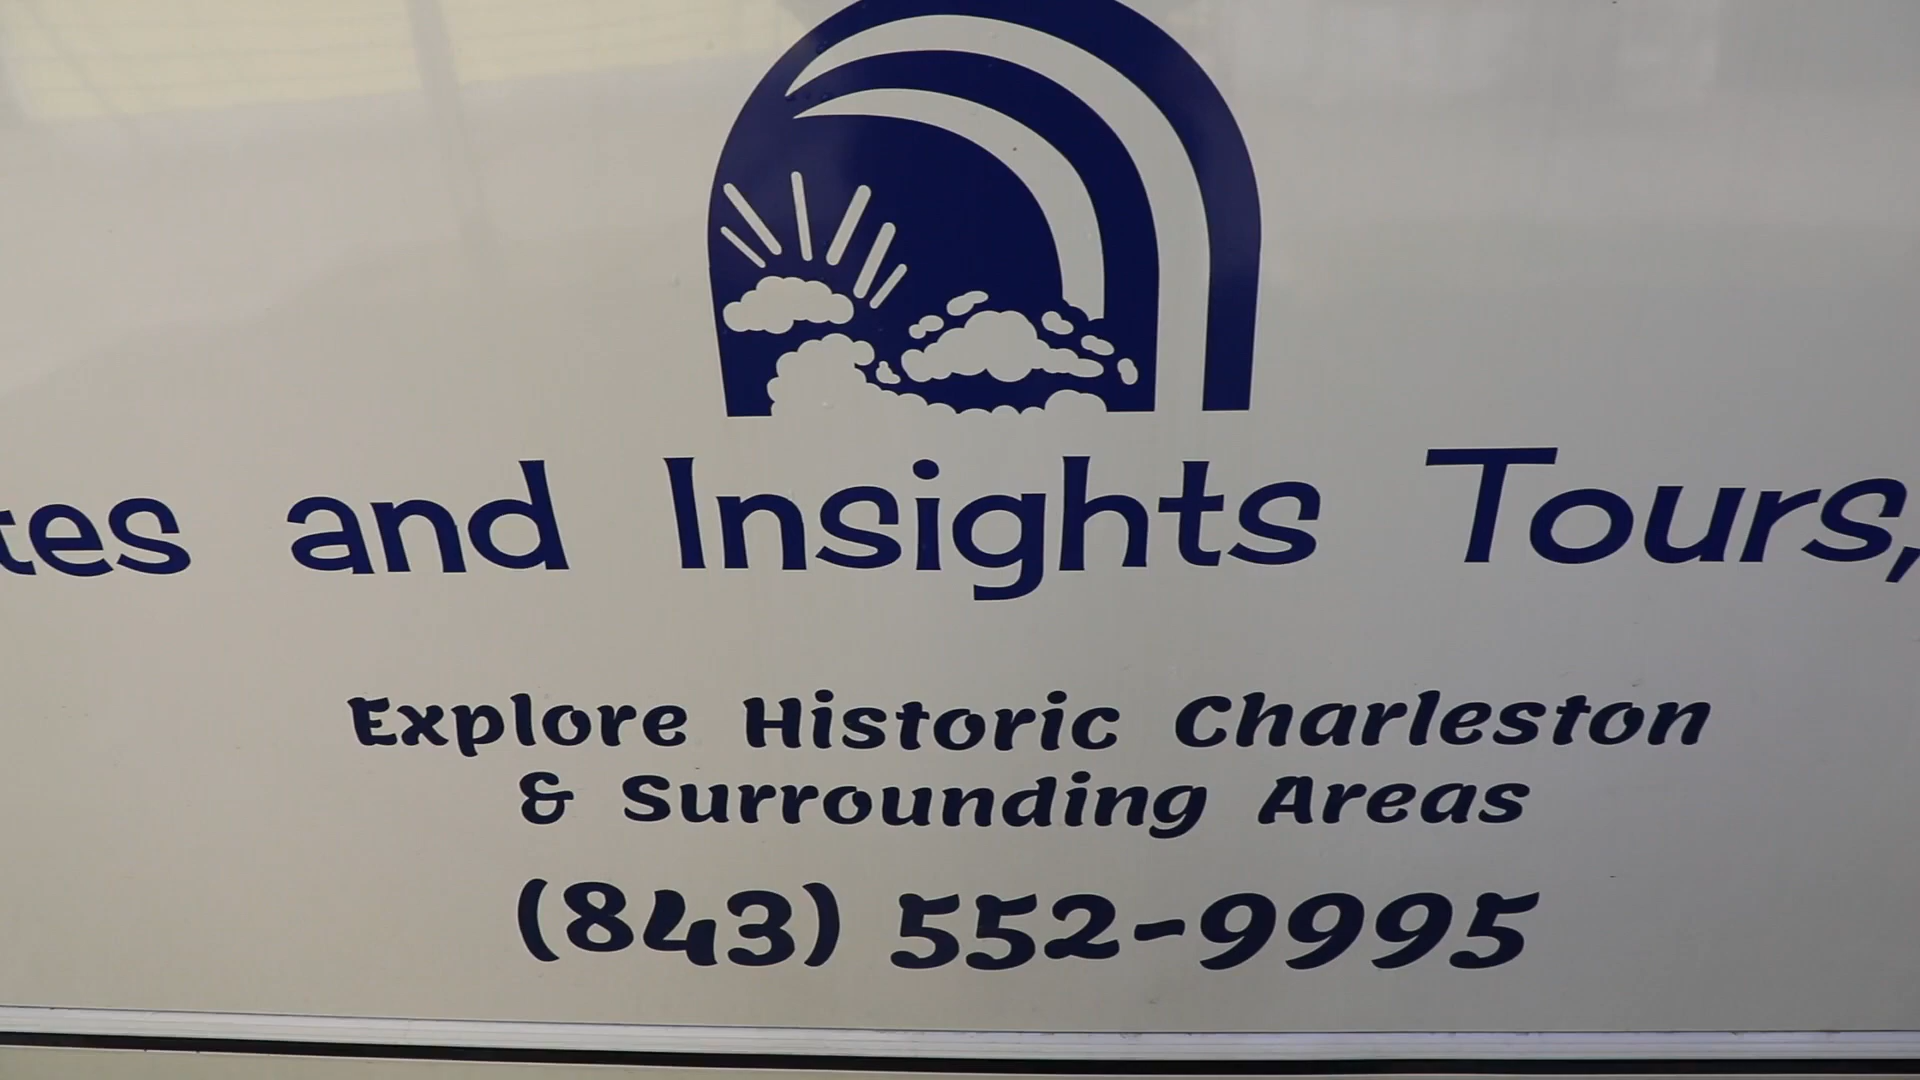 and Insights Tours,
Explore Historic Charleston
& Surrounding Areas
(843) 552-9995